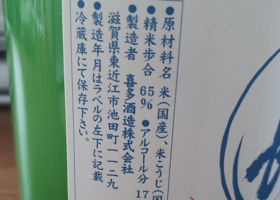 ●原材料名 米(国産)、米こうじ(国
●精米歩合 65% ●アルコール分 17
●製造者 喜多酒造株式会社
滋賀県東近江市池田町一一二九
●製造年月はラベルの左下に記載
●冷蔵庫にて保存下さい。